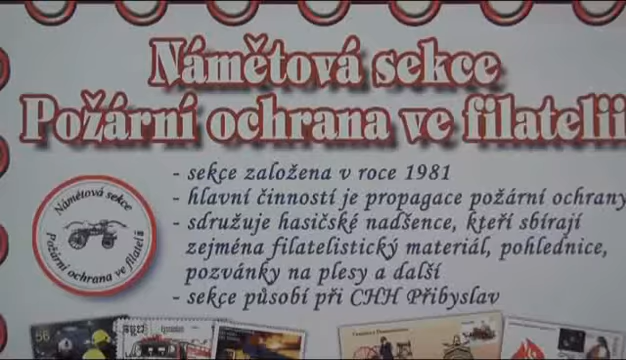 Námětová sekce
Požární ochrana ve filatelii
- sekce založena v roce 1981
- hlavní činností je propagace požární ochrany
- sdružuje hasičské nadšence, kteří sbírají
zejména filatelistický materiál, pohlednice,
pozvánky na plesy a další
- sekce působí při CHH Přibyslav
Námětová sekce
Požární ochrana ve filatelii
56